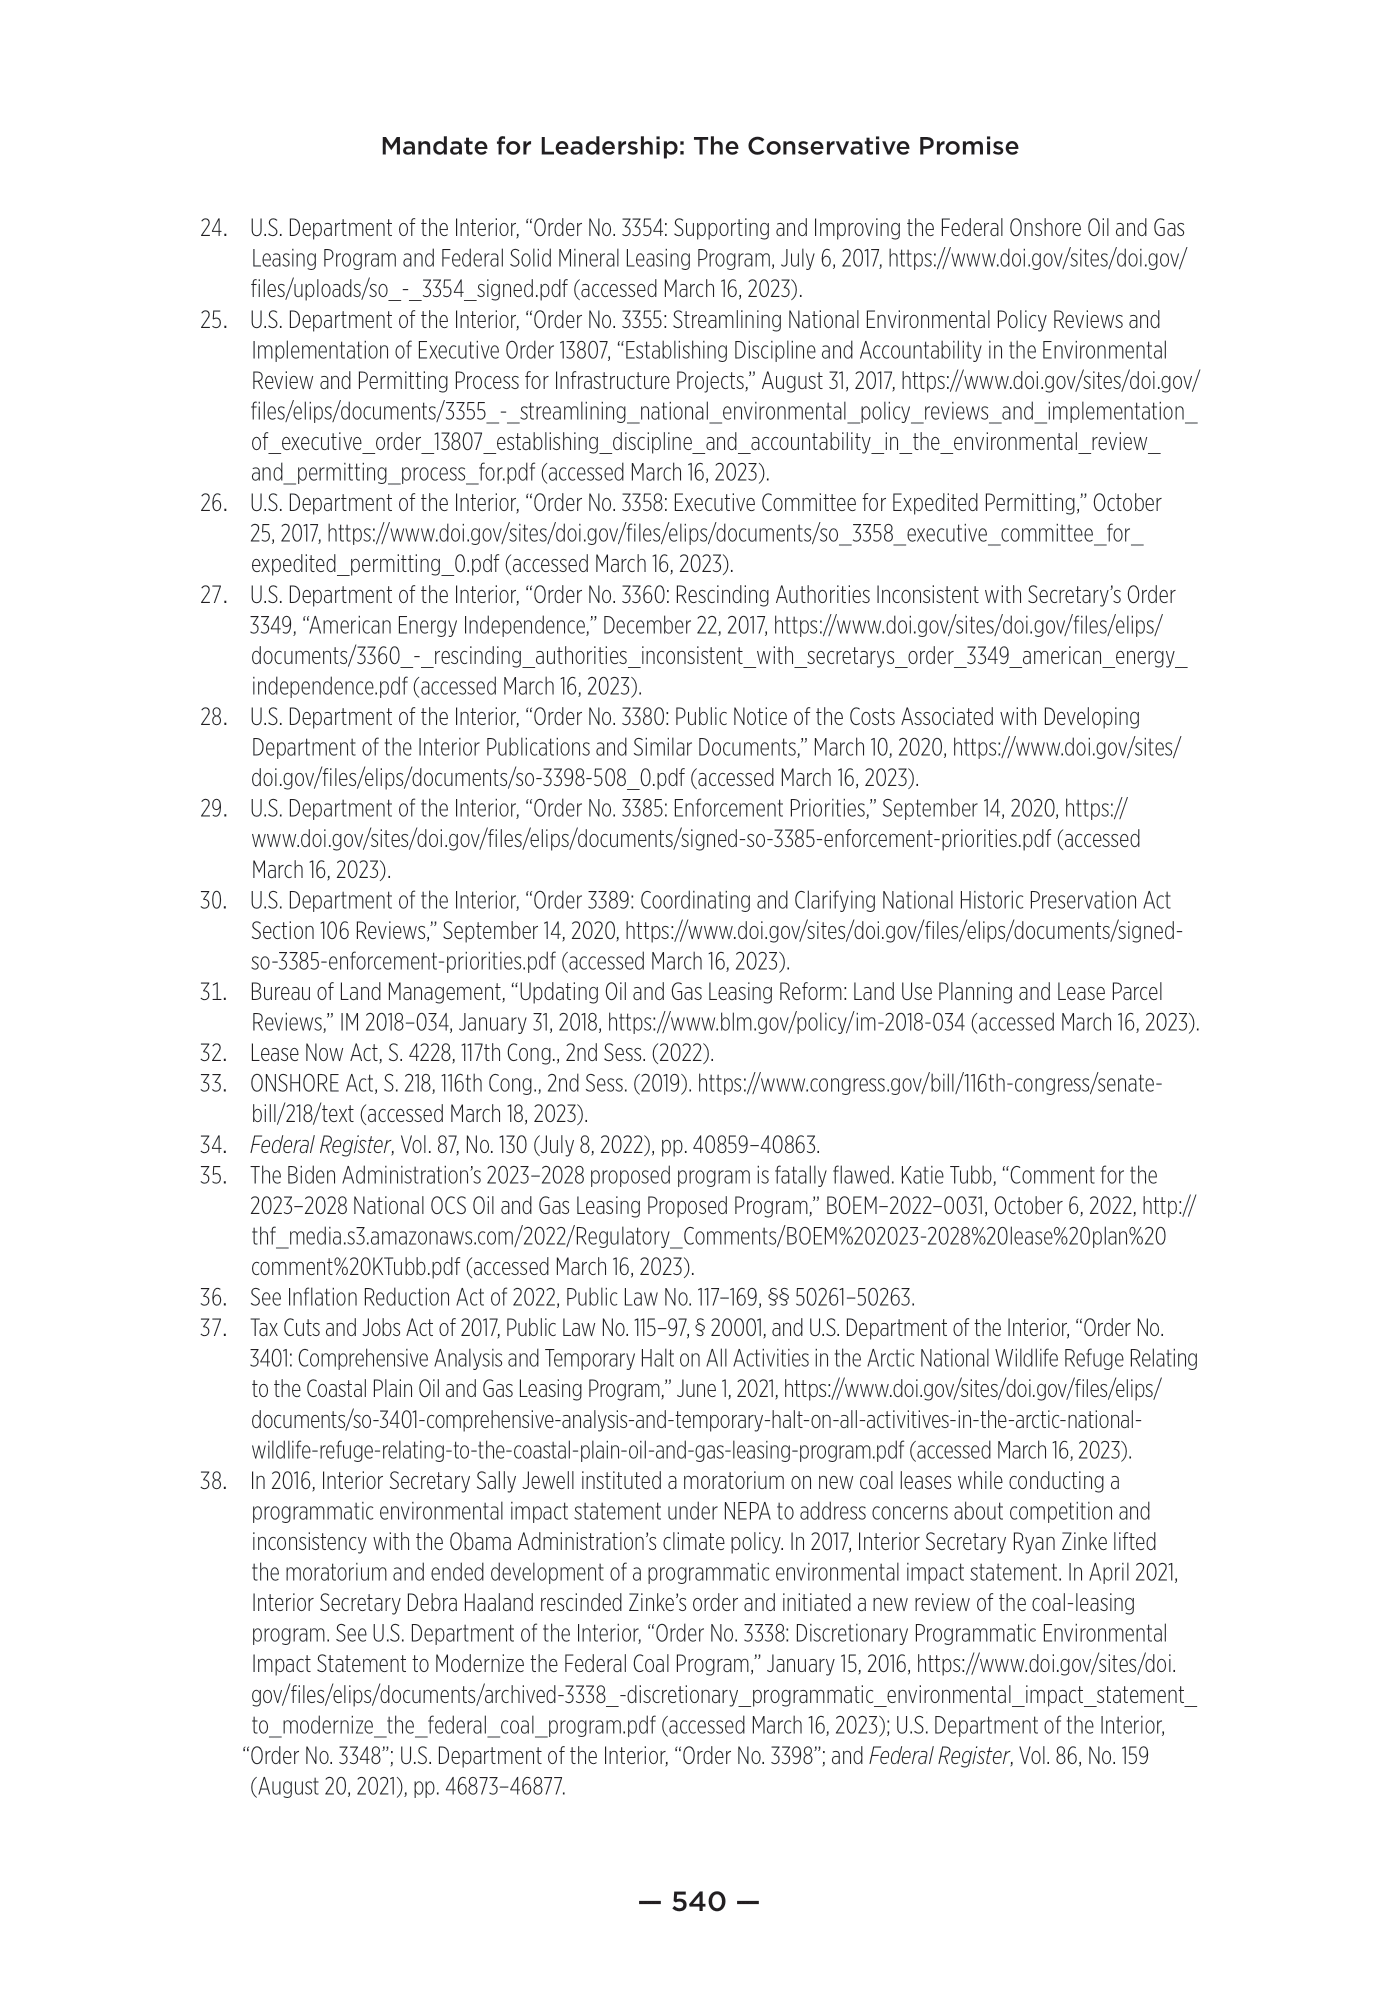 Mandate for Leadership: The Conservative Promise
24. U.S. Department of the Interior, “Order No. 3354: Supporting and Improving the Federal Onshore Oil and Gas
Leasing Program and Federal Solid Mineral Leasing Program, July 6, 2017, https://www.doi.gov/sites/doi.gov/
files/uploads/so_-_3354_signed.pdf (accessed March 16, 2023).
25. U.S. Department of the Interior, “Order No. 3355: Streamlining National Environmental Policy Reviews and
Implementation of Executive Order 13807, “Establishing Discipline and Accountability in the Environmental
Review and Permitting Process for Infrastructure Projects,” August 31, 2017, https://www.doi.gov/sites/doi.gov/
files/elips/documents/3355_-_streamlining_national_environmental_policy_reviews_and_implementation_
of_executive_order_13807_establishing_discipline_and_accountability_in_the_environmental_review_
and_permitting_process_for.pdf (accessed March 16, 2023).
26. U.S. Department of the Interior, “Order No. 3358: Executive Committee for Expedited Permitting,” October
25, 2017, https://www.doi.gov/sites/doi.gov/files/elips/documents/so_3358_executive_committee_for_
expedited_permitting_0.pdf (accessed March 16, 2023).
27. U.S. Department of the Interior, “Order No. 3360: Rescinding Authorities Inconsistent with Secretary’s Order
3349, “American Energy Independence,” December 22, 2017, https://www.doi.gov/sites/doi.gov/files/elips/
documents/3360_-_rescinding_authorities_inconsistent_with_secretarys_order_3349_american_energy_
independence.pdf (accessed March 16, 2023).
28. U.S. Department of the Interior, “Order No. 3380: Public Notice of the Costs Associated with Developing
Department of the Interior Publications and Similar Documents,” March 10, 2020, https://www.doi.gov/sites/
doi.gov/files/elips/documents/so-3398-508_0.pdf (accessed March 16, 2023).
29. U.S. Department of the Interior, “Order No. 3385: Enforcement Priorities,” September 14, 2020, https://
www.doi.gov/sites/doi.gov/files/elips/documents/signed-so-3385-enforcement-priorities.pdf (accessed
March 16, 2023).
30. U.S. Department of the Interior, “Order 3389: Coordinating and Clarifying National Historic Preservation Act
Section 106 Reviews,” September 14, 2020, https://www.doi.gov/sites/doi.gov/files/elips/documents/signed-
so-3385-enforcement-priorities.pdf (accessed March 16, 2023).
31. Bureau of Land Management, “Updating Oil and Gas Leasing Reform: Land Use Planning and Lease Parcel
Reviews,” IM 2018–034, January 31, 2018, https://www.blm.gov/policy/im-2018-034 (accessed March 16, 2023).
32. Lease Now Act, S. 4228, 117th Cong., 2nd Sess. (2022).
33. ONSHORE Act, S. 218, 116th Cong., 2nd Sess. (2019). https://www.congress.gov/bill/116th-congress/senate-
bill/218/text (accessed March 18, 2023).
34. Federal Register, Vol. 87, No. 130 (July 8, 2022), pp. 40859–40863.
35. The Biden Administration’s 2023–2028 proposed program is fatally flawed. Katie Tubb, “Comment for the
2023–2028 National OCS Oil and Gas Leasing Proposed Program,” BOEM–2022–0031, October 6, 2022, http://
thf_media.s3.amazonaws.com/2022/Regulatory_Comments/BOEM%202023-2028%20lease%20plan%20
comment%20KTubb.pdf (accessed March 16, 2023).
36. See Inflation Reduction Act of 2022, Public Law No. 117–169, §§ 50261–50263.
37. Tax Cuts and Jobs Act of 2017, Public Law No. 115–97, § 20001, and U.S. Department of the Interior, “Order No.
3401: Comprehensive Analysis and Temporary Halt on All Activities in the Arctic National Wildlife Refuge Relating
to the Coastal Plain Oil and Gas Leasing Program,” June 1, 2021, https://www.doi.gov/sites/doi.gov/files/elips/
documents/so-3401-comprehensive-analysis-and-temporary-halt-on-all-activitives-in-the-arctic-national-
wildlife-refuge-relating-to-the-coastal-plain-oil-and-gas-leasing-program.pdf (accessed March 16, 2023).
38. In 2016, Interior Secretary Sally Jewell instituted a moratorium on new coal leases while conducting a
programmatic environmental impact statement under NEPA to address concerns about competition and
inconsistency with the Obama Administration’s climate policy. In 2017, Interior Secretary Ryan Zinke lifted
the moratorium and ended development of a programmatic environmental impact statement. In April 2021,
Interior Secretary Debra Haaland rescinded Zinke’s order and initiated a new review of the coal-leasing
program. See U.S. Department of the Interior, “Order No. 3338: Discretionary Programmatic Environmental
Impact Statement to Modernize the Federal Coal Program,” January 15, 2016, https://www.doi.gov/sites/doi.
gov/files/elips/documents/archived-3338_-discretionary_programmatic_environmental_impact_statement_
to_modernize_the_federal_coal_program.pdf (accessed March 16, 2023); U.S. Department of the Interior,
“Order No. 3348”; U.S. Department of the Interior, “Order No. 3398”; and Federal Register, Vol. 86, No. 159
(August 20, 2021), pp. 46873–46877.
— 540 —